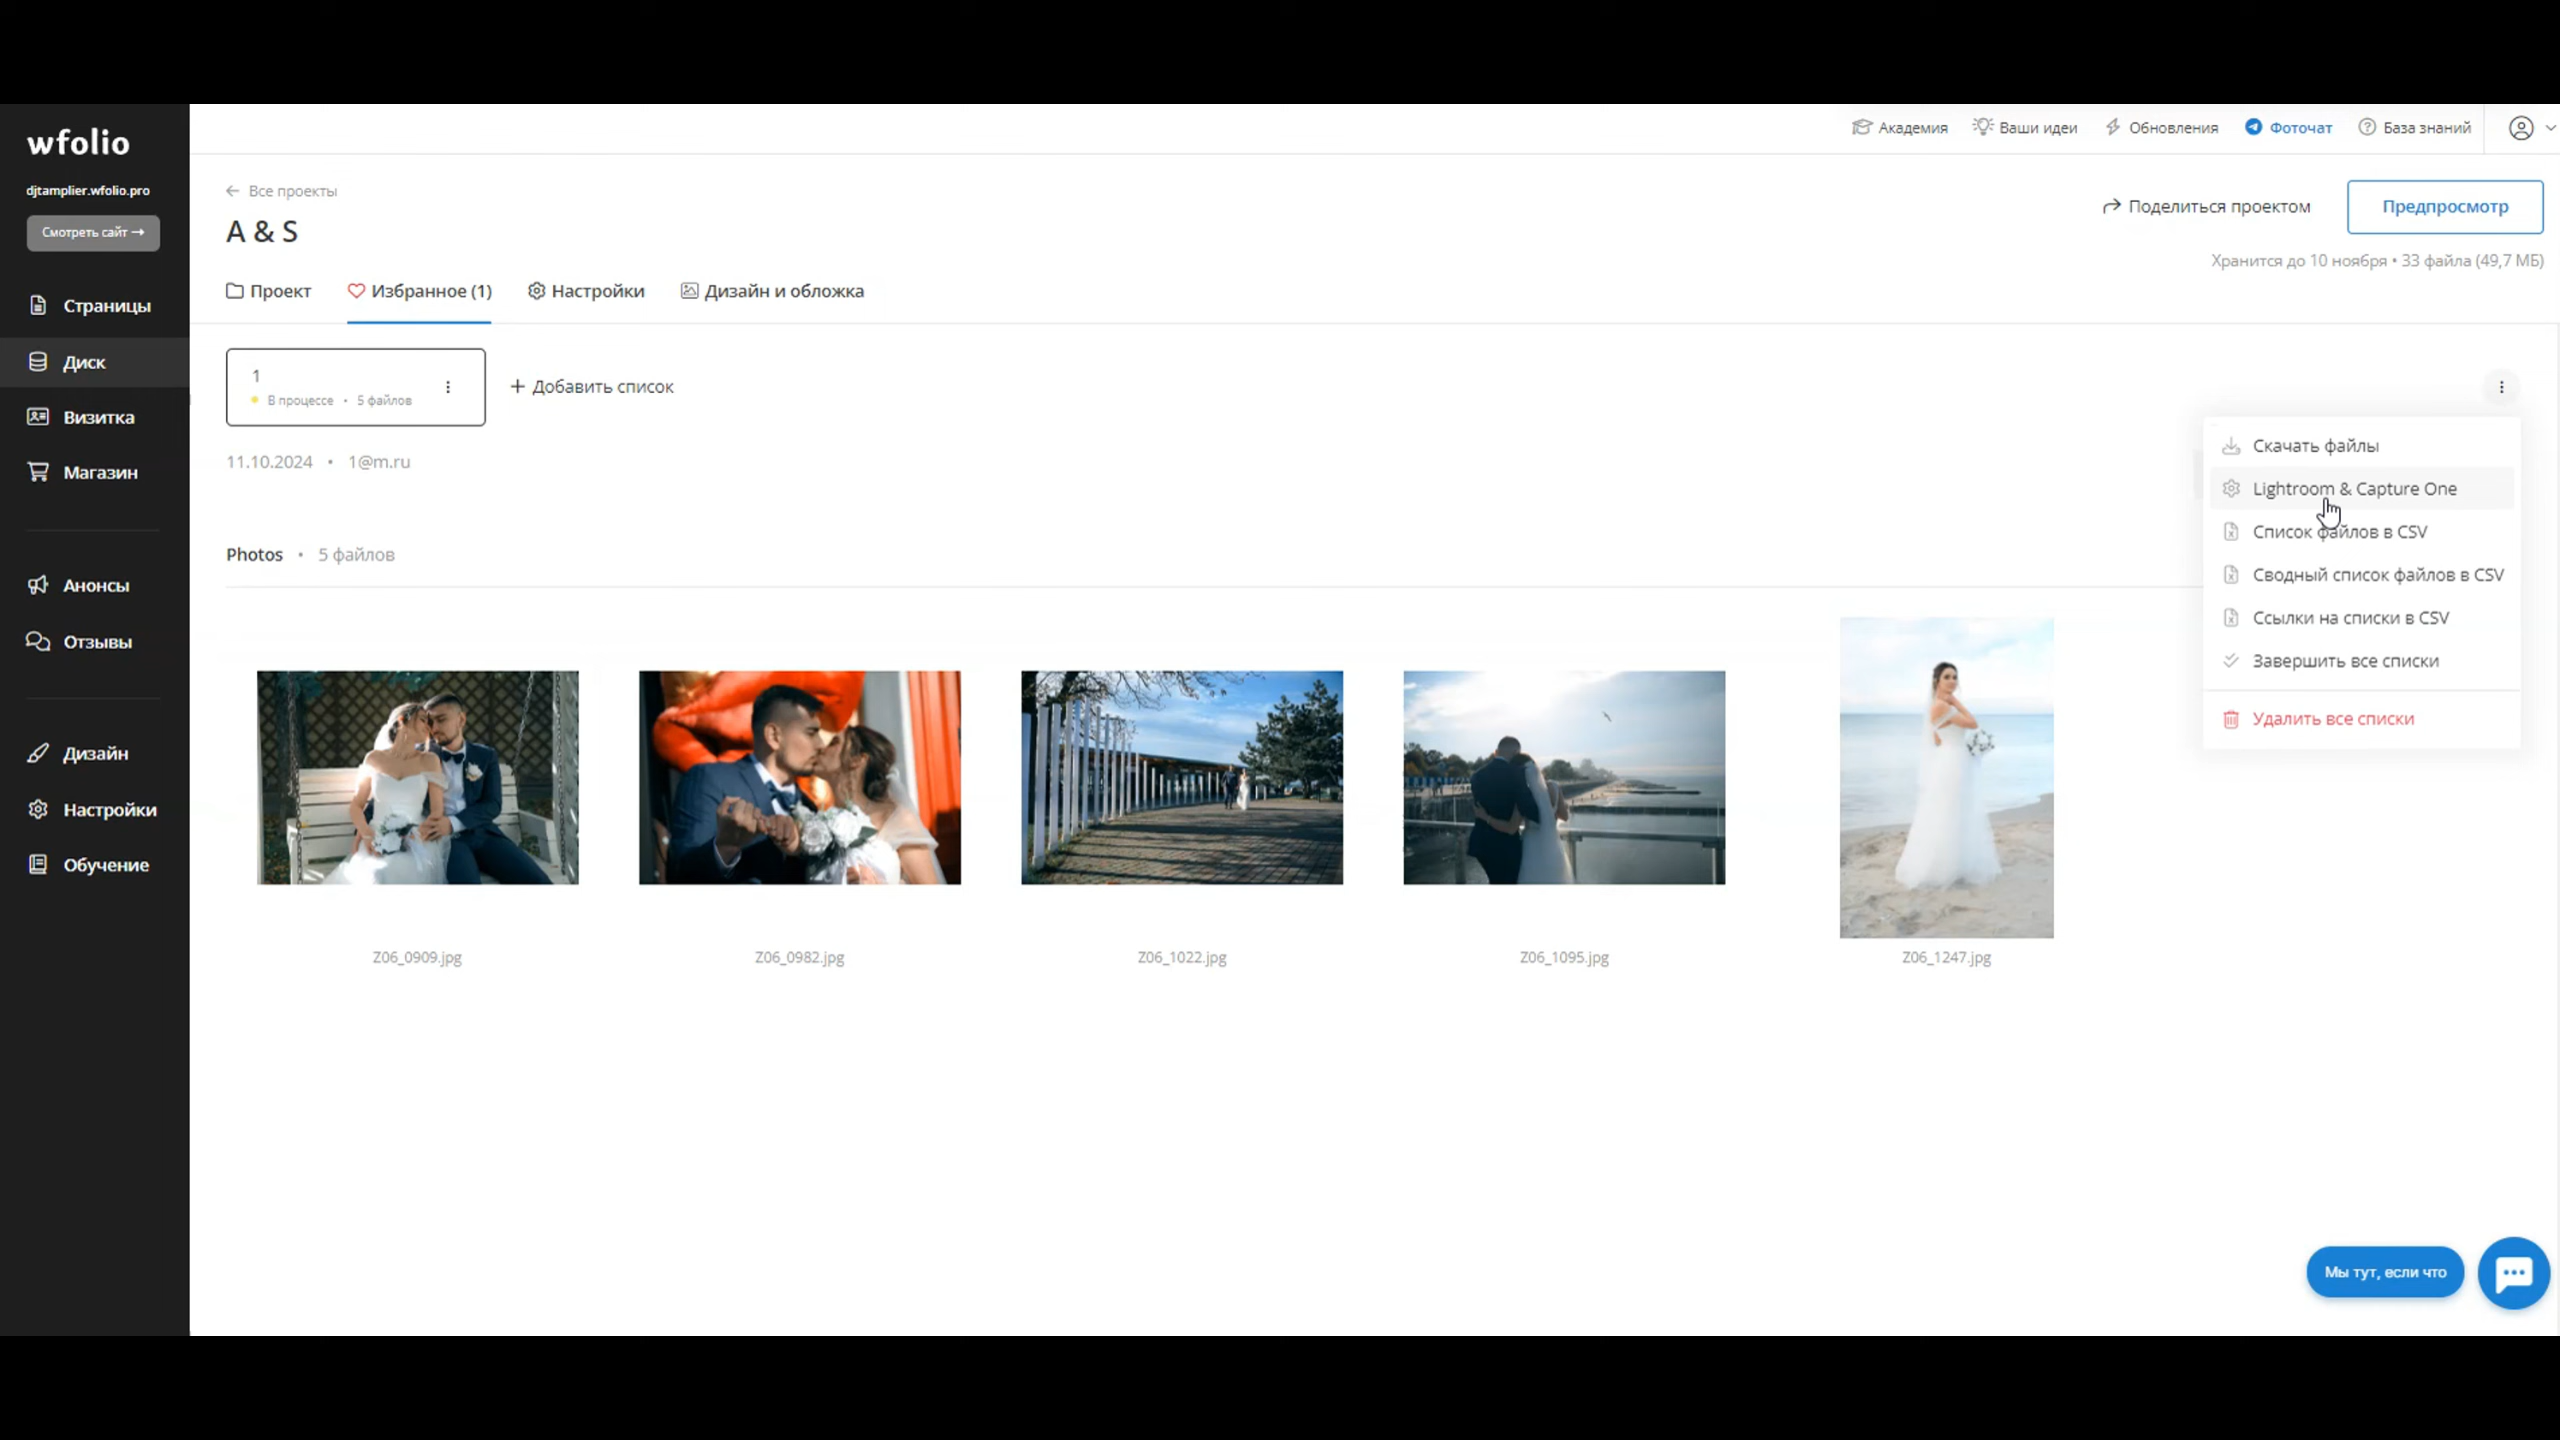 wfolio
djtamplier.wfolio.pro
Смотреть сайт →
Страницы
Диск
Визитка
Магазин
Анонсы
Отзывы
Дизайн
Настройки
Обучение
Академия
Ваши идеи
Обновления
Фоточат
База знаний
← Все проекты
A & S
Поделиться проектом
Предпросмотр
Хранится до 10 ноября • 33 файла (49,7 МБ)
Проект
Избранное (1)
Настройки
Дизайн и обложка
1
В процессе • 5 файлов
+ Добавить список
11.10.2024 • 1@m.ru
Скачать файлы
Lightroom & Capture One
Список файлов в CSV
Сводный список файлов в CSV
Ссылки на списки в CSV
Завершить все списки
Удалить все списки
Photos • 5 файлов
Z06_0909.jpg
Z06_0982.jpg
Z06_1022.jpg
Z06_1095.jpg
Z06_1247.jpg
Мы тут, если что